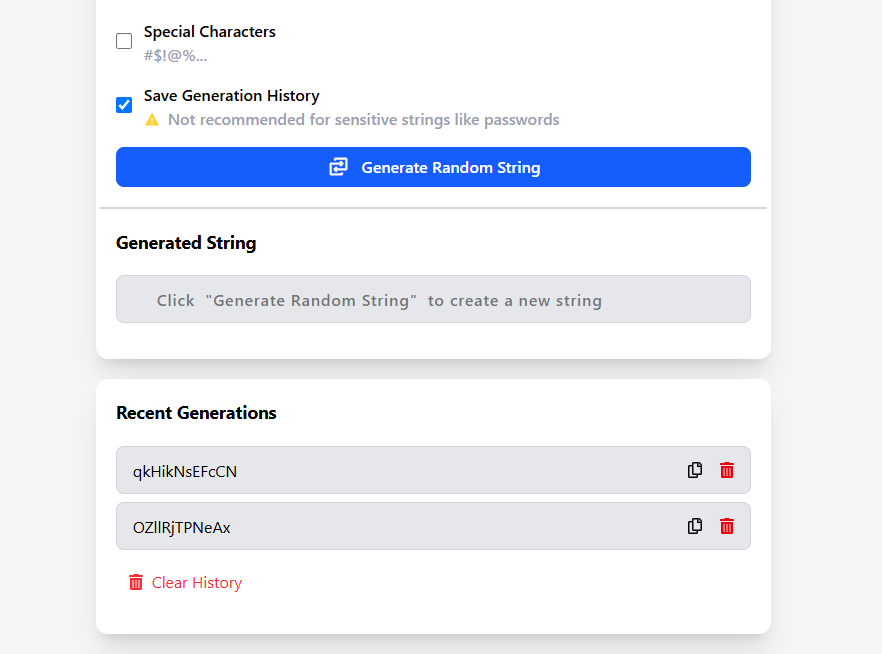 Special Characters
#$!@%...
Save Generation History
Not recommended for sensitive strings like passwords
Generate Random String
Generated String
Click "Generate Random String" to create a new string
Recent Generations
qkHikNsEFcCN
OZllRjTPNeAx
Clear History